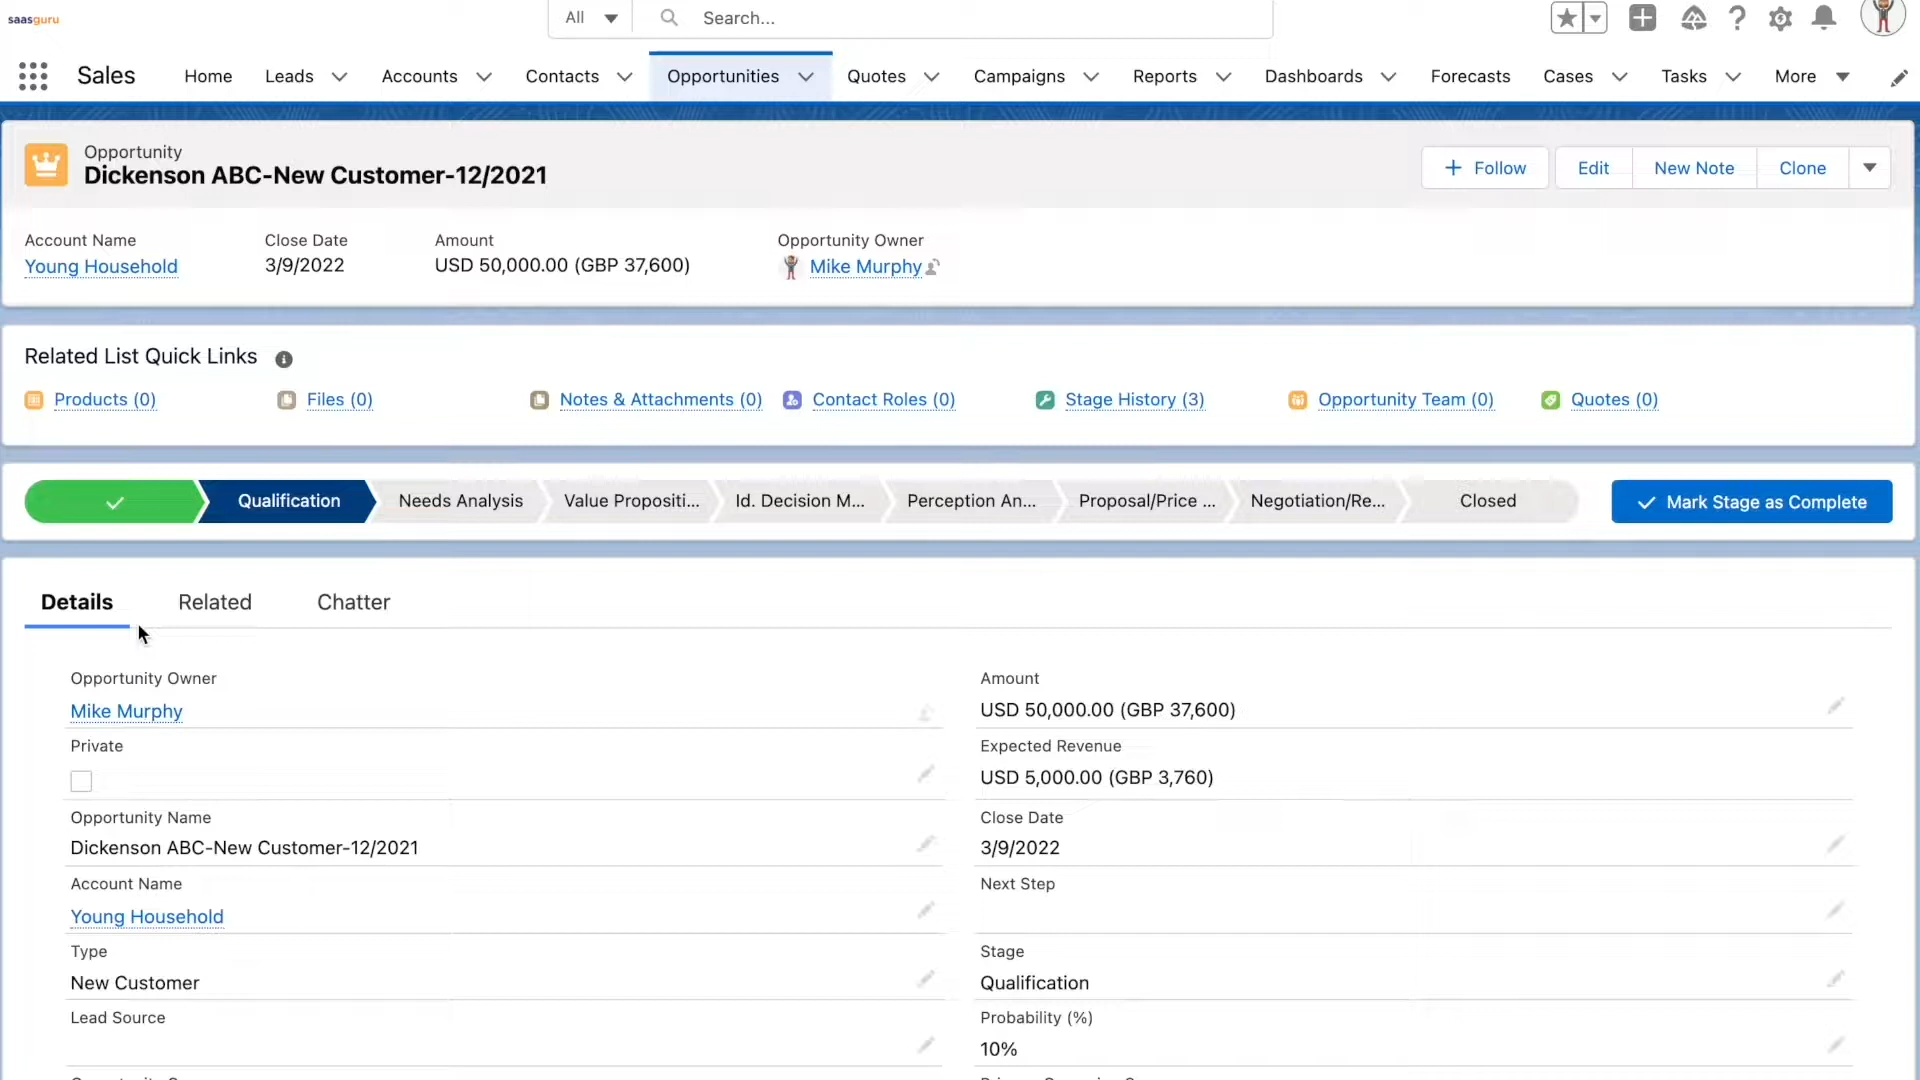 saasguru
All
Search...
Sales
Home
Leads
Accounts
Contacts
Opportunities
Quotes
Campaigns
Reports
Dashboards
Forecasts
Cases
Tasks
More
Opportunity
Dickenson ABC-New Customer-12/2021
+ Follow
Edit
New Note
Clone
Account Name
Close Date
Amount
Opportunity Owner
Young Household
3/9/2022
USD 50,000.00 (GBP 37,600)
Mike Murphy
Related List Quick Links
Products (0)
Files (0)
Notes & Attachments (0)
Contact Roles (0)
Stage History (3)
Opportunity Team (0)
Quotes (0)
Qualification
Needs Analysis
Value Propositi...
Id. Decision M...
Perception An...
Proposal/Price ...
Negotiation/Re...
Closed
Mark Stage as Complete
Details
Related
Chatter
Opportunity Owner
Mike Murphy
Private
Opportunity Name
Dickenson ABC-New Customer-12/2021
Account Name
Young Household
Type
New Customer
Lead Source
Amount
USD 50,000.00 (GBP 37,600)
Expected Revenue
USD 5,000.00 (GBP 3,760)
Close Date
3/9/2022
Next Step
Stage
Qualification
Probability (%)
10%